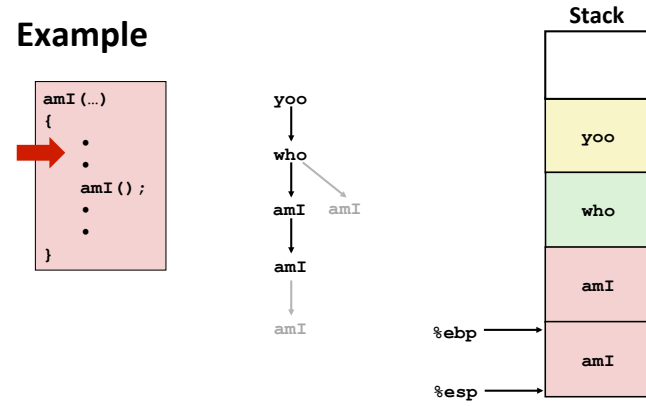 Example
amI(…)
{
•
•
amI();
•
•
}
yoo
who
amI amI
amI
amI
Stack
yoo
who
amI
%ebp
amI
%esp